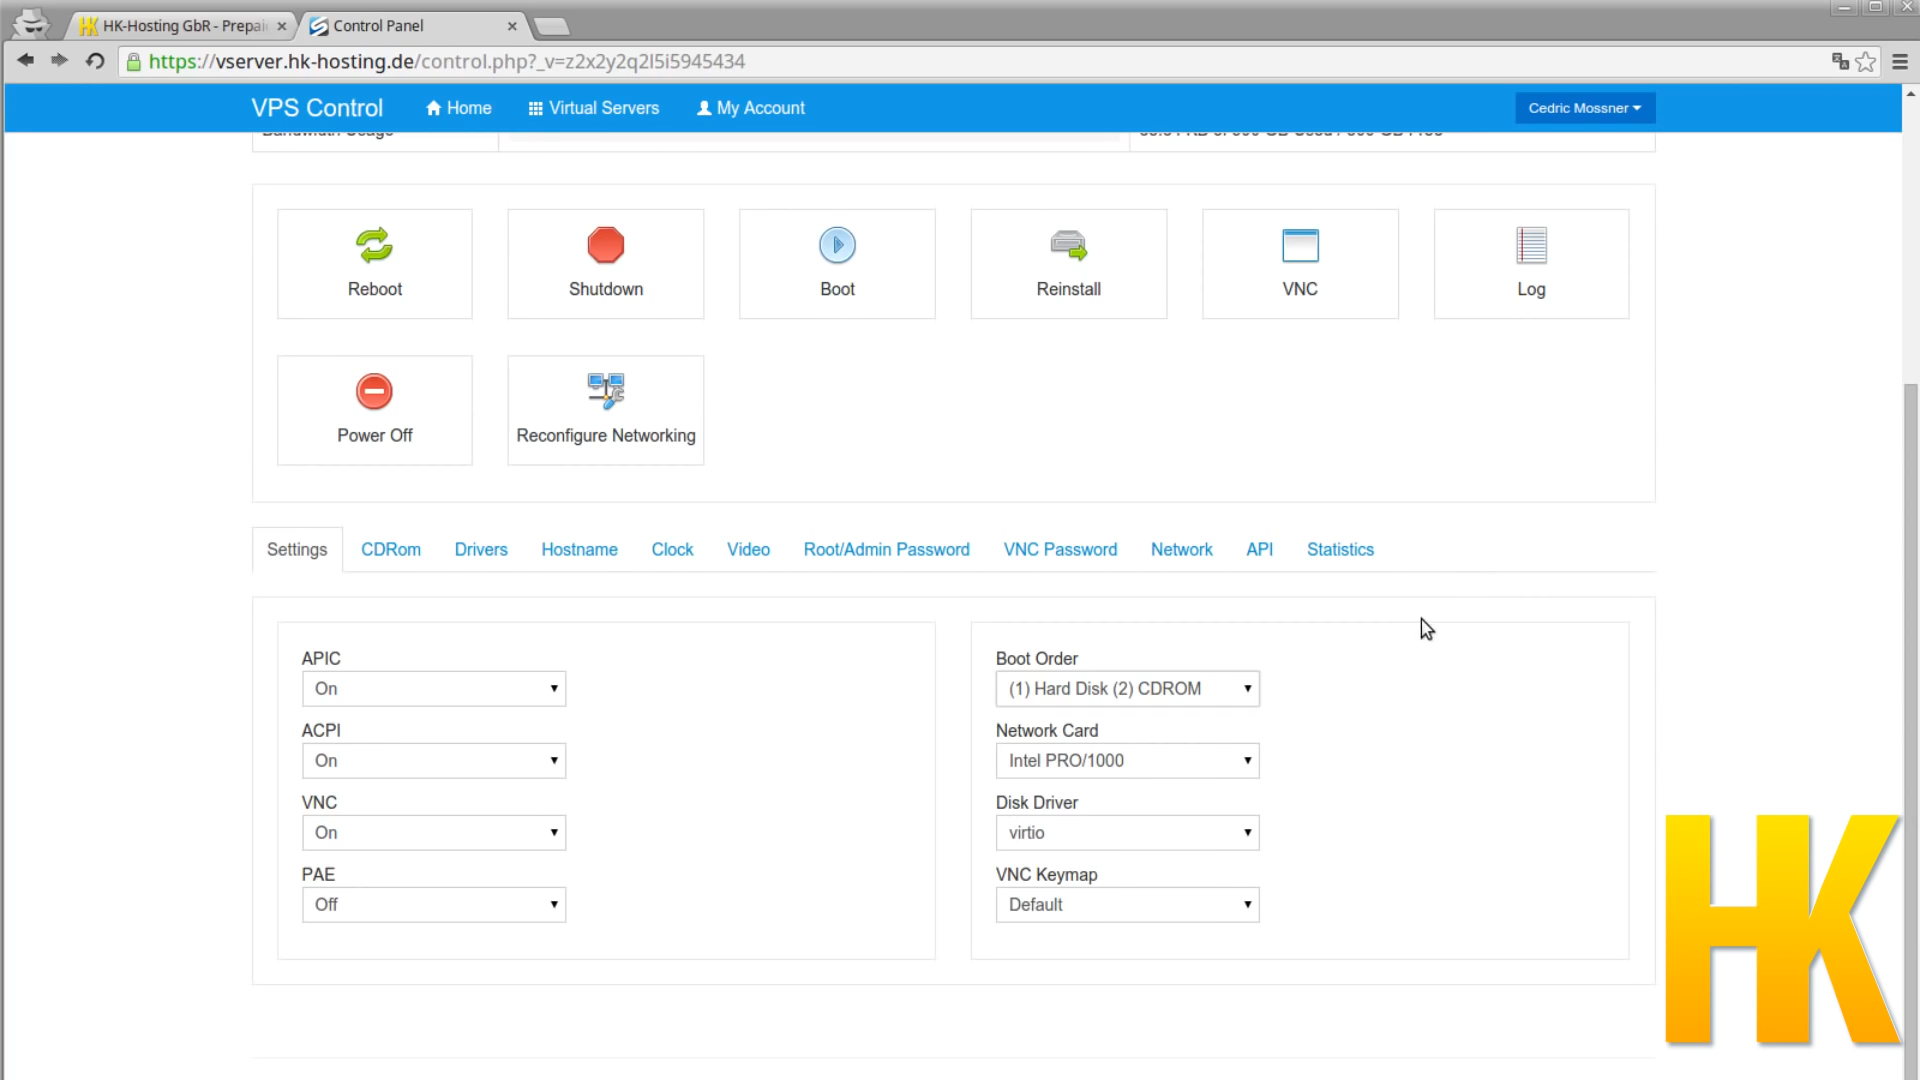 HK-Hosting GbR - Prepai
Control Panel
https://vserver.hk-hosting.de/control.php?_v=z2x2y2q2l5i5945434
VPS Control
Home
Virtual Servers
My Account
Cedric Mossner
Bandwidth Usage
Reboot
Shutdown
Boot
Reinstall
VNC
Log
Power Off
Reconfigure Networking
Settings
CDRom
Drivers
Hostname
Clock
Video
Root/Admin Password
VNC Password
Network
API
Statistics
APIC
On
ACPI
On
VNC
On
PAE
Off
Boot Order
(1) Hard Disk (2) CDROM
Network Card
Intel PRO/1000
Disk Driver
virtio
VNC Keymap
Default
HK